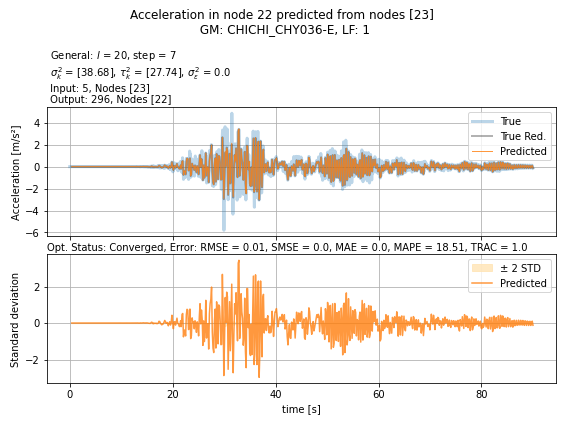 Acceleration in node 22 predicted from nodes [23]
GM: CHICHI_CHY036-E, LF: 1
General: l = 20, step = 7
σ²ₖ = [38.68], τ²ₖ = [27.74], σ²ε = 0.0
Input: 5, Nodes [23]
Output: 296, Nodes [22]
Acceleration [m/s²]
4
2
0
−2
−4
−6
True
True Red.
Predicted
Opt. Status: Converged, Error: RMSE = 0.01, SMSE = 0.0, MAE = 0.0, MAPE = 18.51, TRAC = 1.0
Standard deviation
2
0
−2
± 2 STD
Predicted
0 20 40 60 80
time [s]